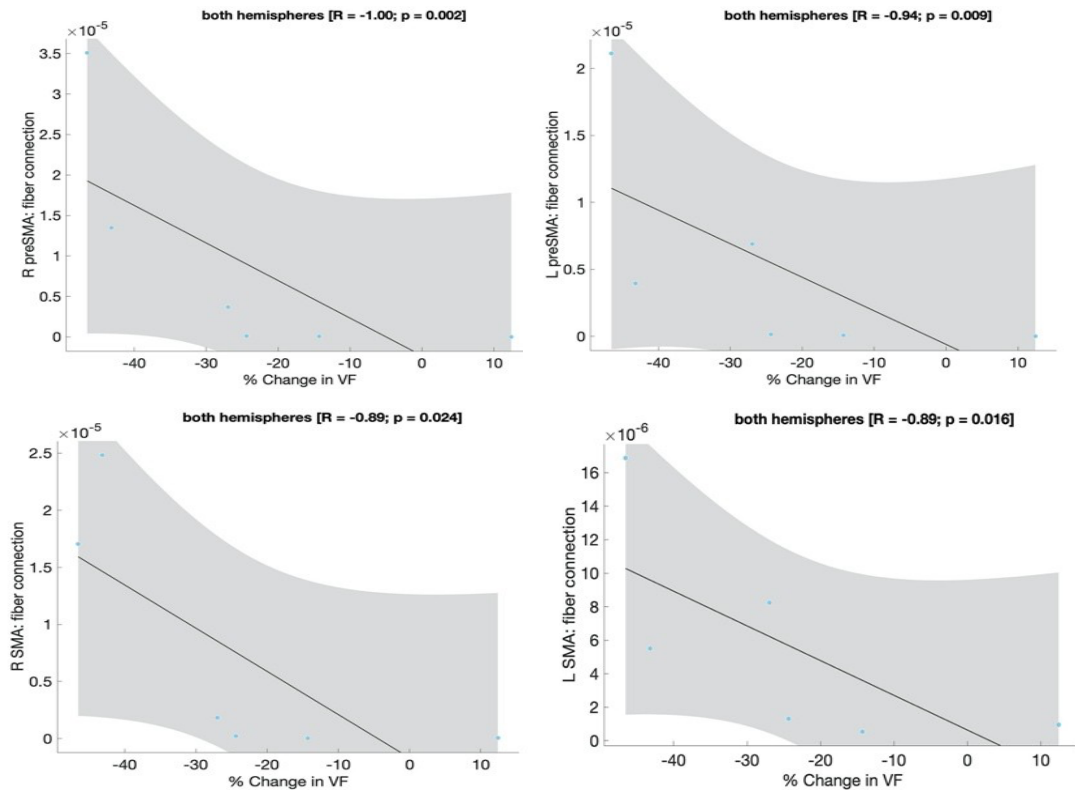 both hemispheres [R = -1.00; p = 0.002]
×10⁻⁵
R preSMA: fiber connection
3.5
3
2.5
2
1.5
1
0.5
0
-40 -30 -20 -10 0 10
% Change in VF
both hemispheres [R = -0.94; p = 0.009]
×10⁻⁵
L preSMA: fiber connection
2
1.5
1
0.5
0
-40 -30 -20 -10 0 10
% Change in VF
both hemispheres [R = -0.89; p = 0.024]
×10⁻⁵
R SMA: fiber connection
2.5
2
1.5
1
0.5
0
-40 -30 -20 -10 0 10
% Change in VF
both hemispheres [R = -0.89; p = 0.016]
×10⁻⁶
L SMA: fiber connection
16
14
12
10
8
6
4
2
0
-40 -30 -20 -10 0 10
% Change in VF